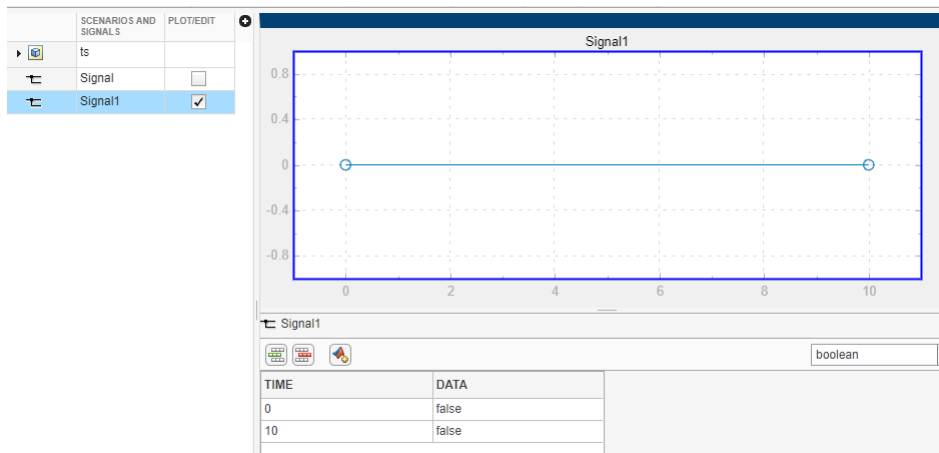 SCENARIOS AND SIGNALS PLOT/EDIT
ts
Signal
Signal1
Signal1
0.8
0.4
0
-0.4
-0.8
0 2 4 6 8 10
Signal1
boolean
TIME DATA
0 false
10 false